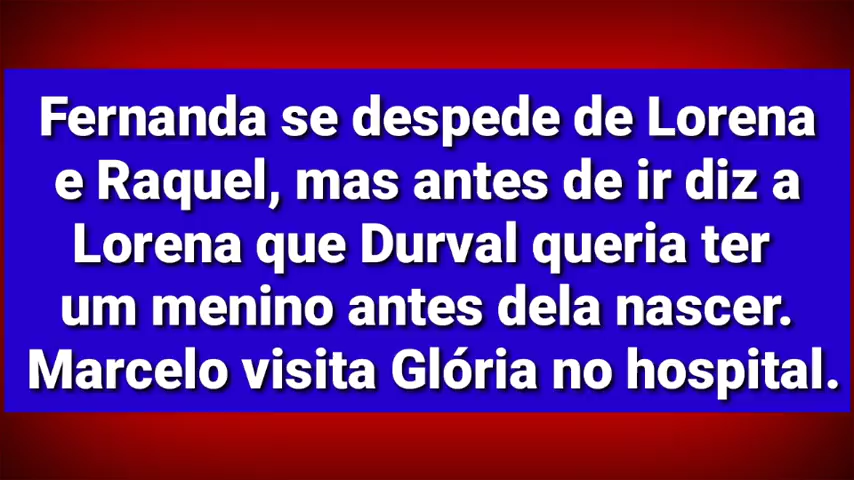 Fernanda se despede de Lorena
e Raquel, mas antes de ir diz a
Lorena que Durval queria ter
um menino antes dela nascer.
Marcelo visita Glória no hospital.